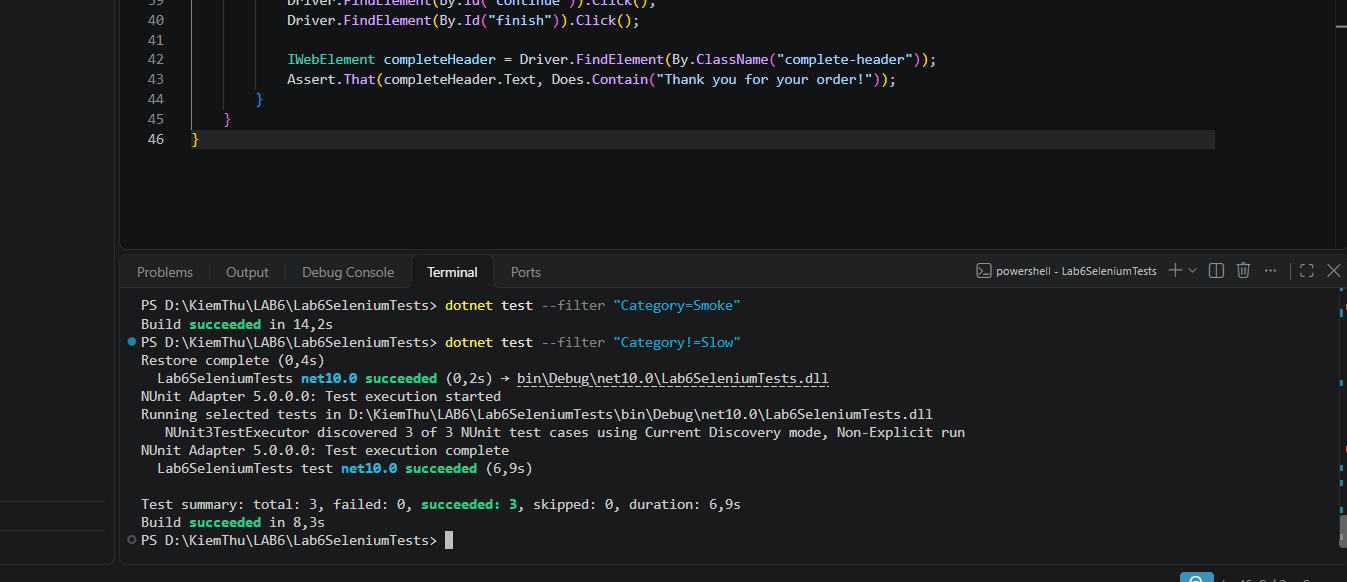 39 Driver.FindElement(By.Id("continue")).Click();
40 Driver.FindElement(By.Id("finish")).Click();
41
42 IWebElement completeHeader = Driver.FindElement(By.ClassName("complete-header"));
43 Assert.That(completeHeader.Text, Does.Contain("Thank you for your order!"));
44 }
45 }
46 }
Problems Output Debug Console Terminal Ports powershell - Lab6SeleniumTests
PS D:\KiemThu\LAB6\Lab6SeleniumTests> dotnet test --filter "Category=Smoke"
Build succeeded in 14,2s
PS D:\KiemThu\LAB6\Lab6SeleniumTests> dotnet test --filter "Category!=Slow"
Restore complete (0,4s)
Lab6SeleniumTests net10.0 succeeded (0,2s) → bin\Debug\net10.0\Lab6SeleniumTests.dll
NUnit Adapter 5.0.0.0: Test execution started
Running selected tests in D:\KiemThu\LAB6\Lab6SeleniumTests\bin\Debug\net10.0\Lab6SeleniumTests.dll
NUnit3TestExecutor discovered 3 of 3 NUnit test cases using Current Discovery mode, Non-Explicit run
NUnit Adapter 5.0.0.0: Test execution complete
Lab6SeleniumTests test net10.0 succeeded (6,9s)
Test summary: total: 3, failed: 0, succeeded: 3, skipped: 0, duration: 6,9s
Build succeeded in 8,3s
PS D:\KiemThu\LAB6\Lab6SeleniumTests>